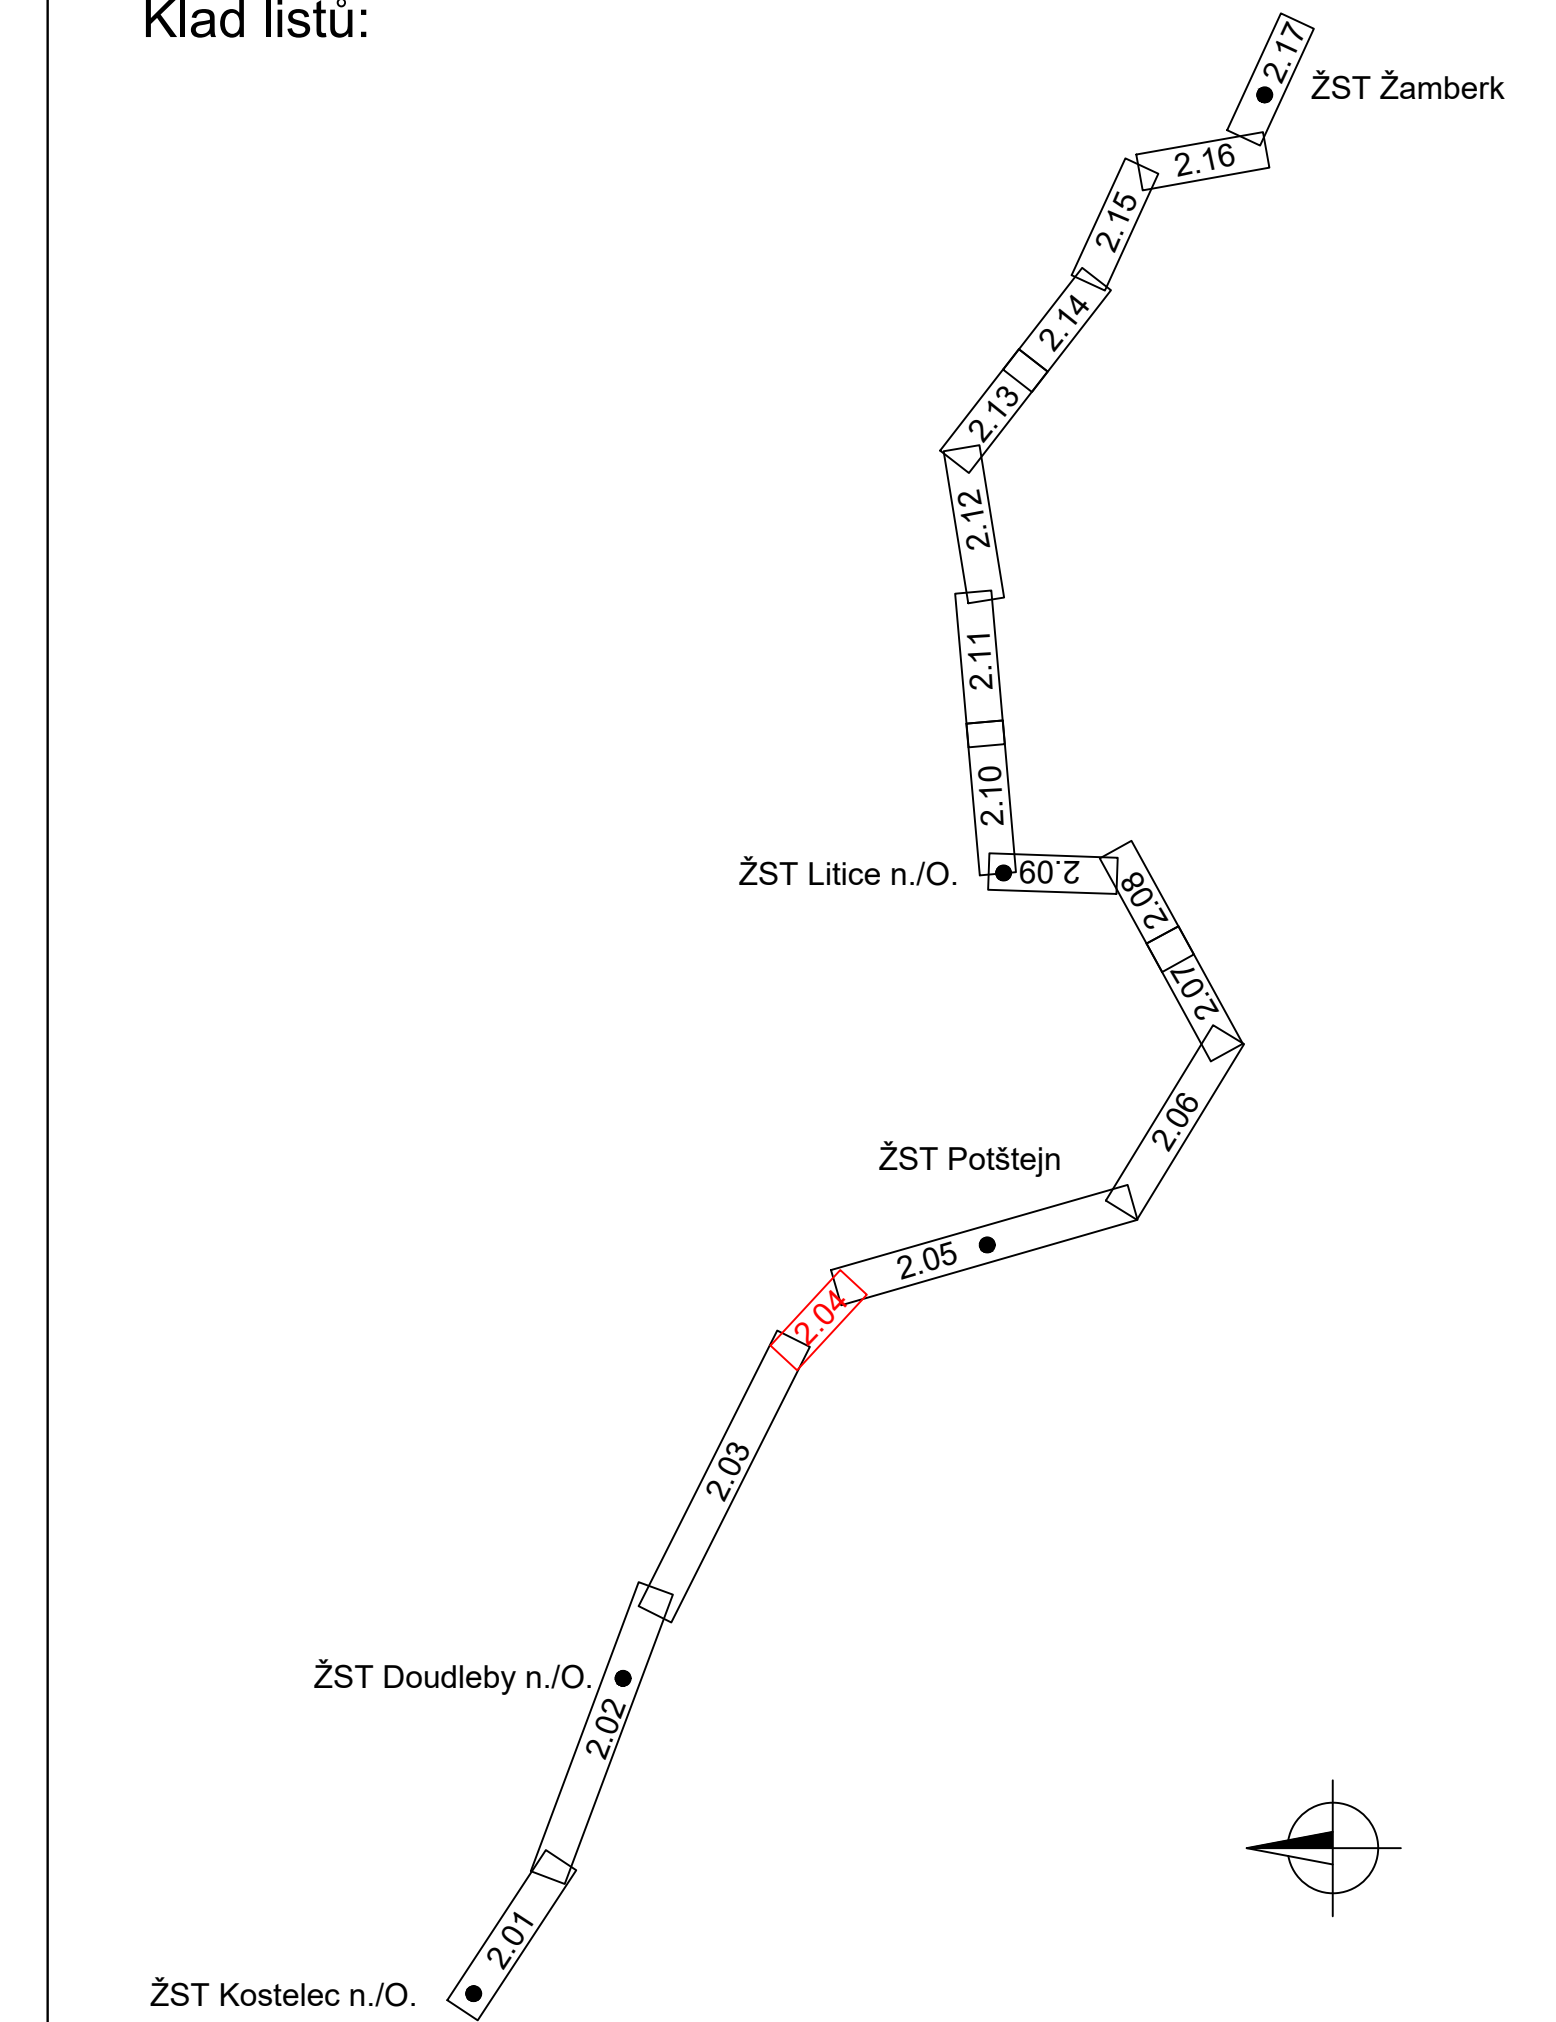 Klad listů:
2.17
ŽST Žamberk
2.16
2.15
2.14
2.13
2.12
2.11
2.10
ŽST Litice n./O.
2.09
2.08
2.07
2.06
ŽST Potštejn
2.05
2.04
2.03
ŽST Doudleby n./O.
2.02
2.01
ŽST Kostelec n./O.